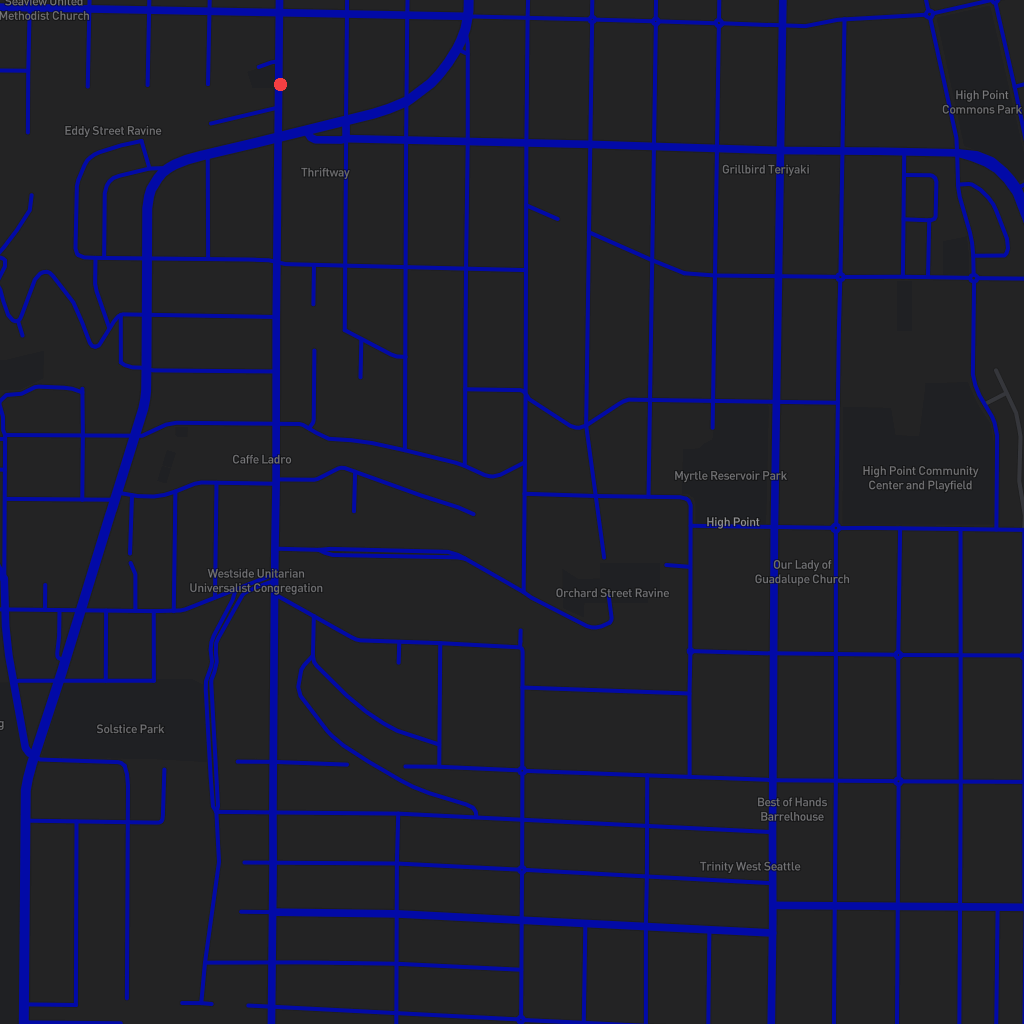 Seaview United
Methodist Church
High Point
Commons Park
Eddy Street Ravine
Thriftway
Grillbird Teriyaki
Caffe Ladro
Myrtle Reservoir Park
High Point Community
Center and Playfield
High Point
Westside Unitarian
Universalist Congregation
Our Lady of
Guadalupe Church
Orchard Street Ravine
Solstice Park
g
Best of Hands
Barrelhouse
Trinity West Seattle